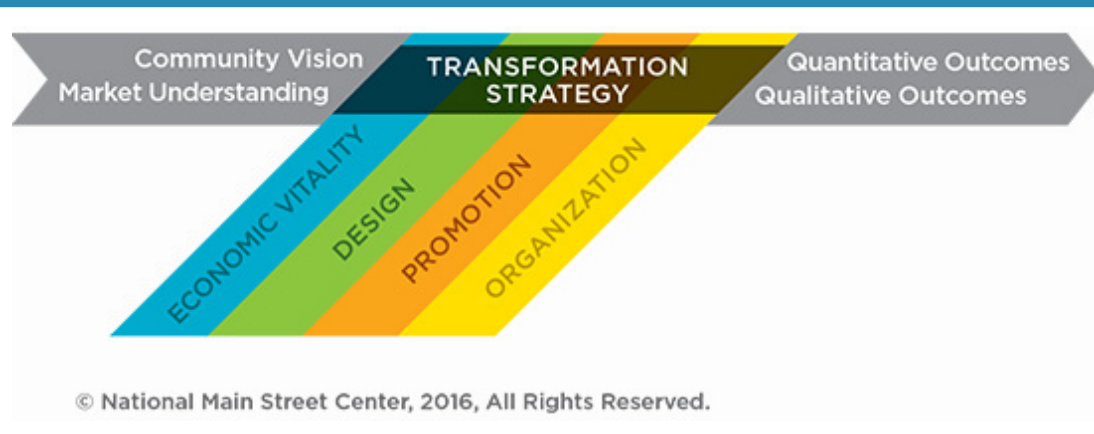 Community Vision
Market Understanding
TRANSFORMATION
STRATEGY
Quantitative Outcomes
Qualitative Outcomes
ECONOMIC VITALITY
DESIGN
PROMOTION
ORGANIZATION
© National Main Street Center, 2016, All Rights Reserved.